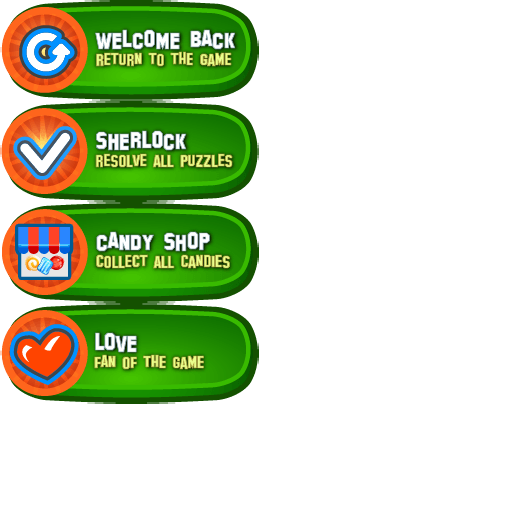 WELCOME BACK
RETURN TO THE GAME
SHERLOCK
RESOLVE ALL PUZZLES
CANDY SHOP
COLLECT ALL CANDIES
LOVE
FAN OF THE GAME